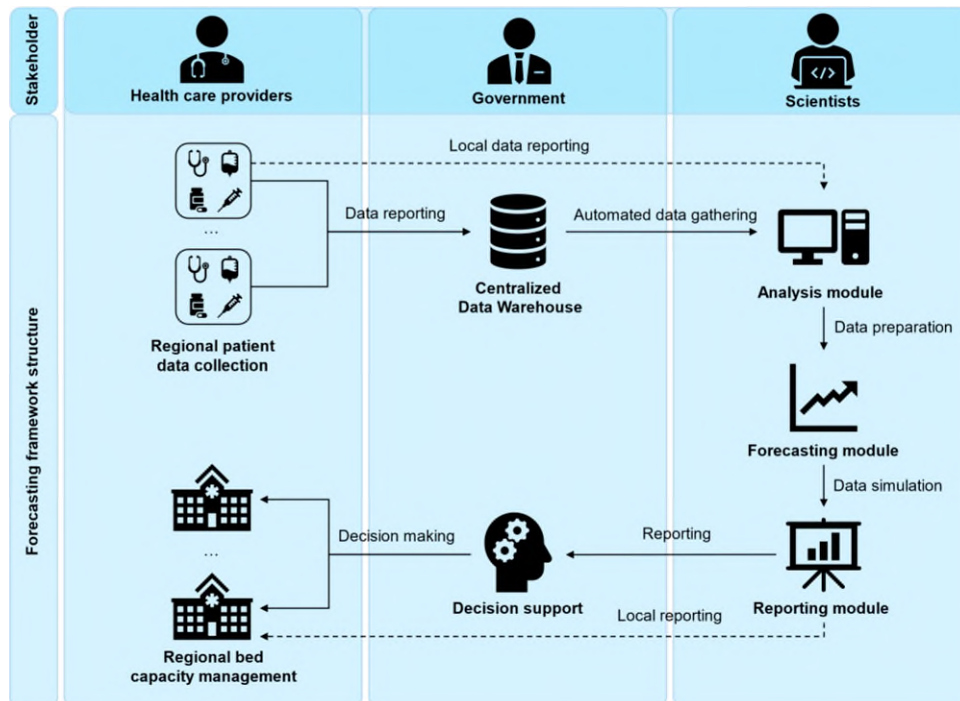 Stakeholder
Health care providers
Government
Scientists
Forecasting framework structure
Local data reporting
...
Data reporting
Automated data gathering
Regional patient
data collection
Centralized
Data Warehouse
Analysis module
Data preparation
Forecasting module
Data simulation
...
Decision making
Reporting
Decision support
Reporting module
Local reporting
Regional bed
capacity management